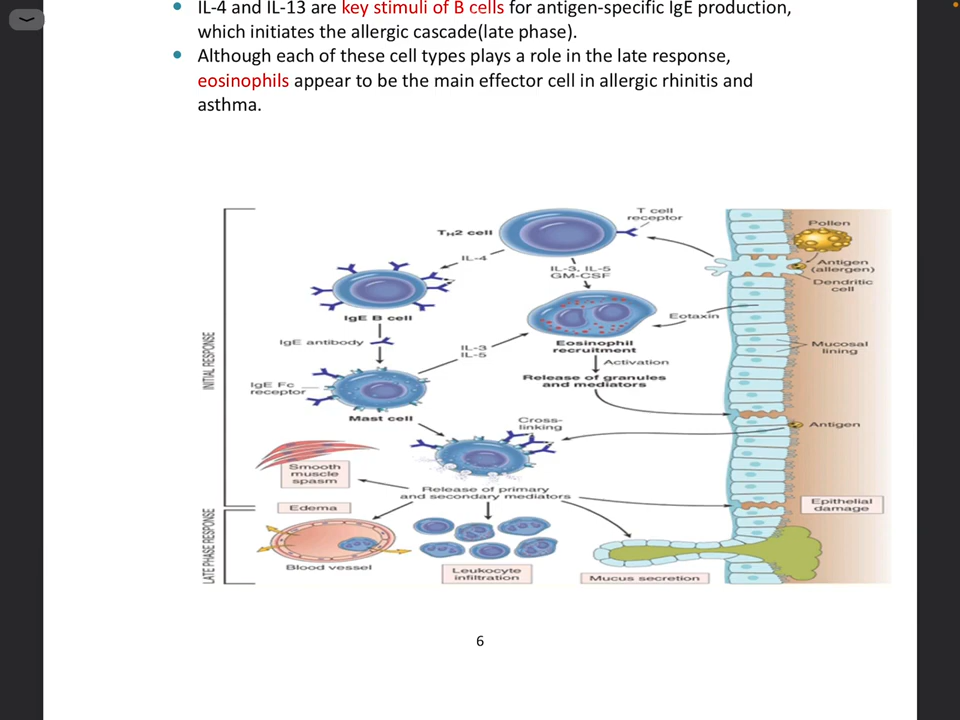 IL-4 and IL-13 are key stimuli of B cells for antigen-specific IgE production,
which initiates the allergic cascade(late phase).
Although each of these cell types plays a role in the late response,
eosinophils appear to be the main effector cell in allergic rhinitis and
asthma.
T cell
receptor
TH2 cell
Pollen
IL-4
IL-3, IL-5
GM-CSF
Antigen
(allergen)
Dendritic
cell
IgE B cell
Eotaxin
IgE antibody
IL-3
IL-5
Eosinophil
recruitment
Mucosal
lining
Activation
INITIAL RESPONSE
Release of granules
and mediators
IgE Fc
receptor
Mast cell
Cross-
linking
Antigen
Smooth
muscle
spasm
Release of primary
and secondary mediators
Epithelial
damage
Edema
LATE PHASE RESPONSE
Blood vessel
Leukocyte
infiltration
Mucus secretion
6